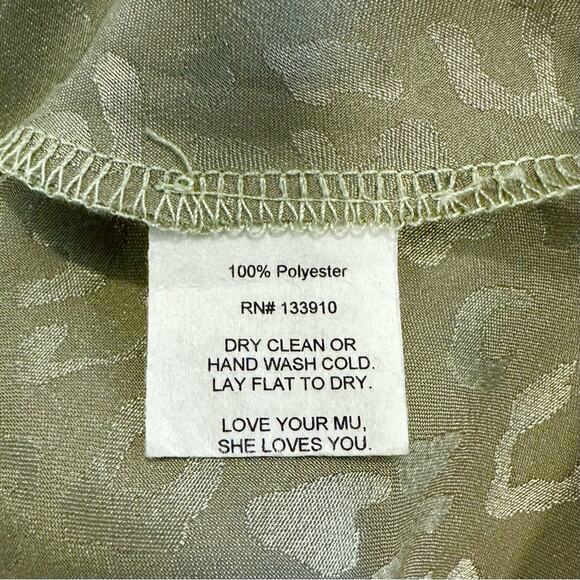 100% Polyester
RN# 133910
DRY CLEAN OR
HAND WASH COLD.
LAY FLAT TO DRY.
LOVE YOUR MU,
SHE LOVES YOU.